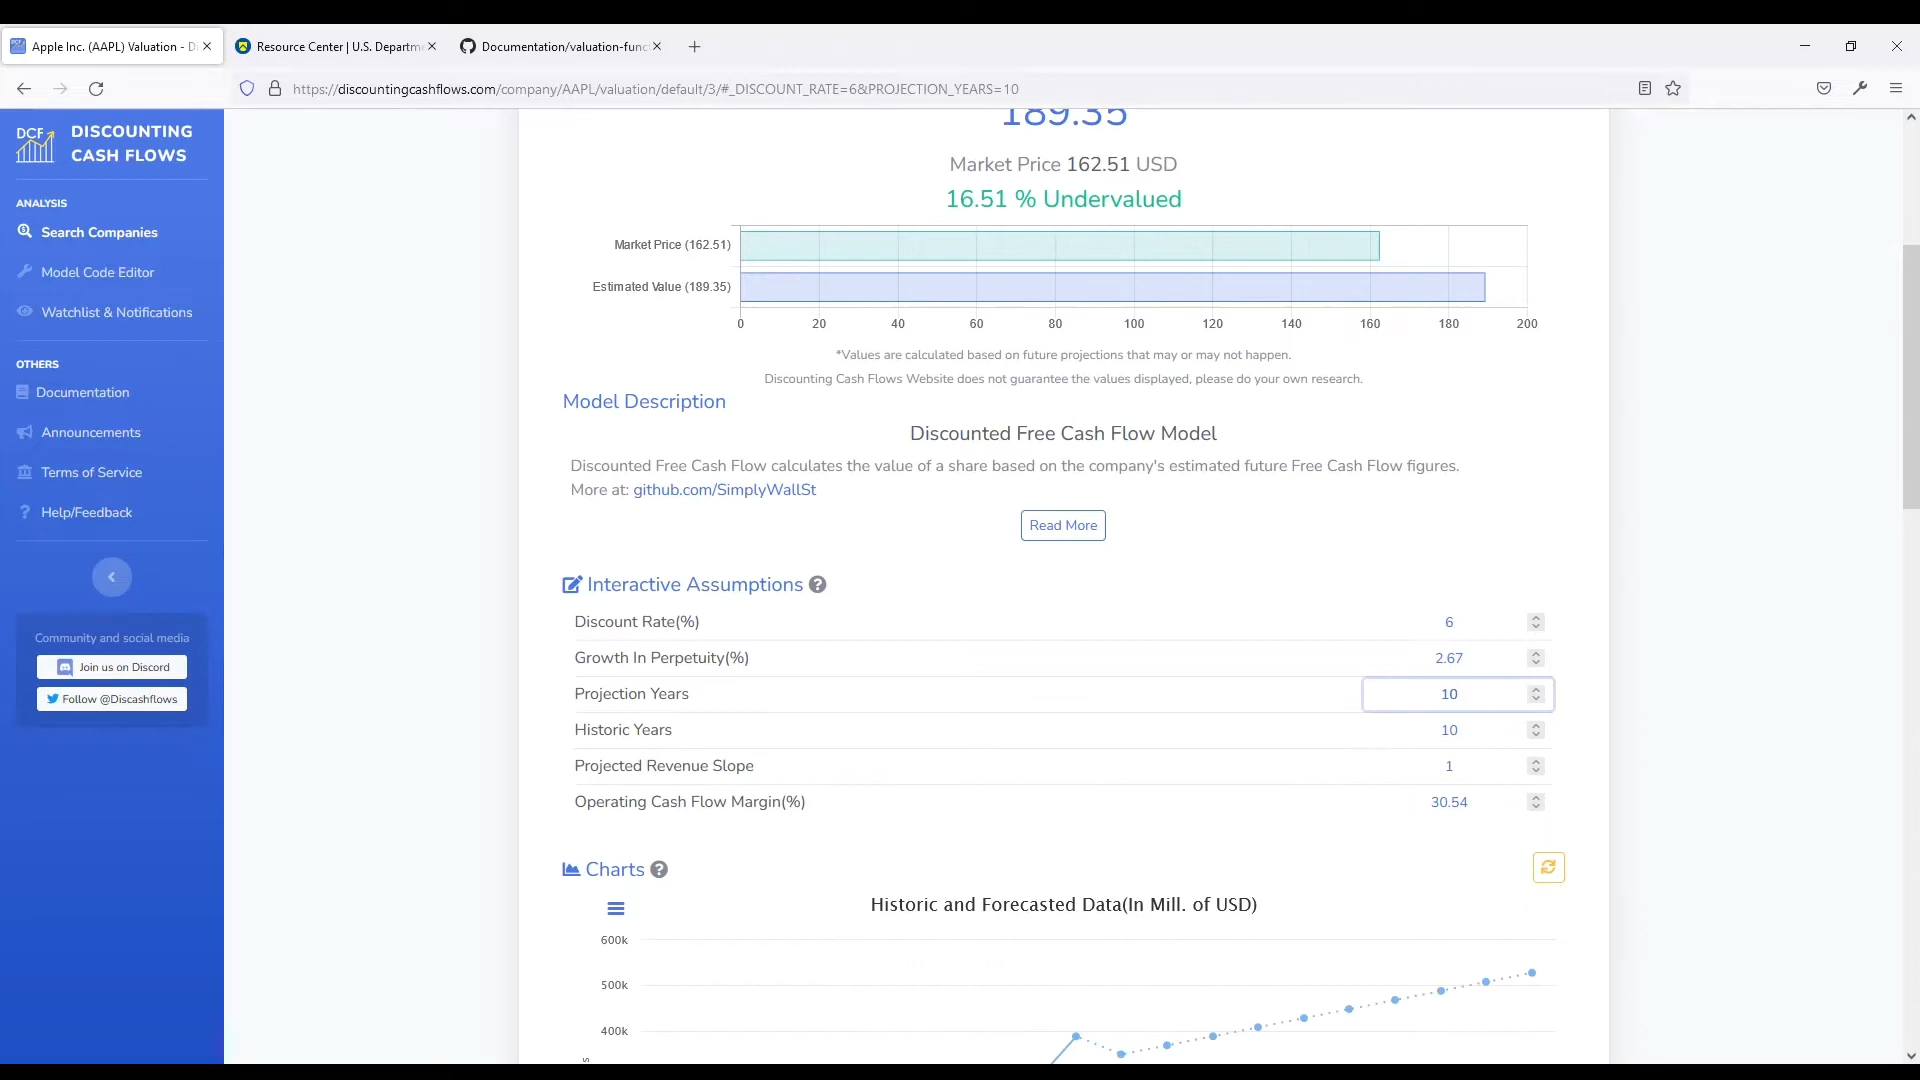 Apple Inc. (AAPL) Valuation - Di
Resource Center | U.S. Departme
Documentation/valuation-func
https://discountingcashflows.com/company/AAPL/valuation/default/3/#_DISCOUNT_RATE=6&PROJECTION_YEARS=10
DCF
DISCOUNTING
CASH FLOWS
ANALYSIS
Search Companies
Model Code Editor
Watchlist & Notifications
OTHERS
Documentation
Announcements
Terms of Service
Help/Feedback
Community and social media
Join us on Discord
Follow @Discashflows
189.35
Market Price 162.51 USD
16.51 % Undervalued
Market Price (162.51)
Estimated Value (189.35)
0 20 40 60 80 100 120 140 160 180 200
*Values are calculated based on future projections that may or may not happen.
Discounting Cash Flows Website does not guarantee the values displayed, please do your own research.
Model Description
Discounted Free Cash Flow Model
Discounted Free Cash Flow calculates the value of a share based on the company's estimated future Free Cash Flow figures.
More at: github.com/SimplyWallSt
Read More
Interactive Assumptions ?
Discount Rate(%) 6
Growth In Perpetuity(%) 2.67
Projection Years 10
Historic Years 10
Projected Revenue Slope 1
Operating Cash Flow Margin(%) 30.54
Charts ?
Historic and Forecasted Data(In Mill. of USD)
600k
500k
400k